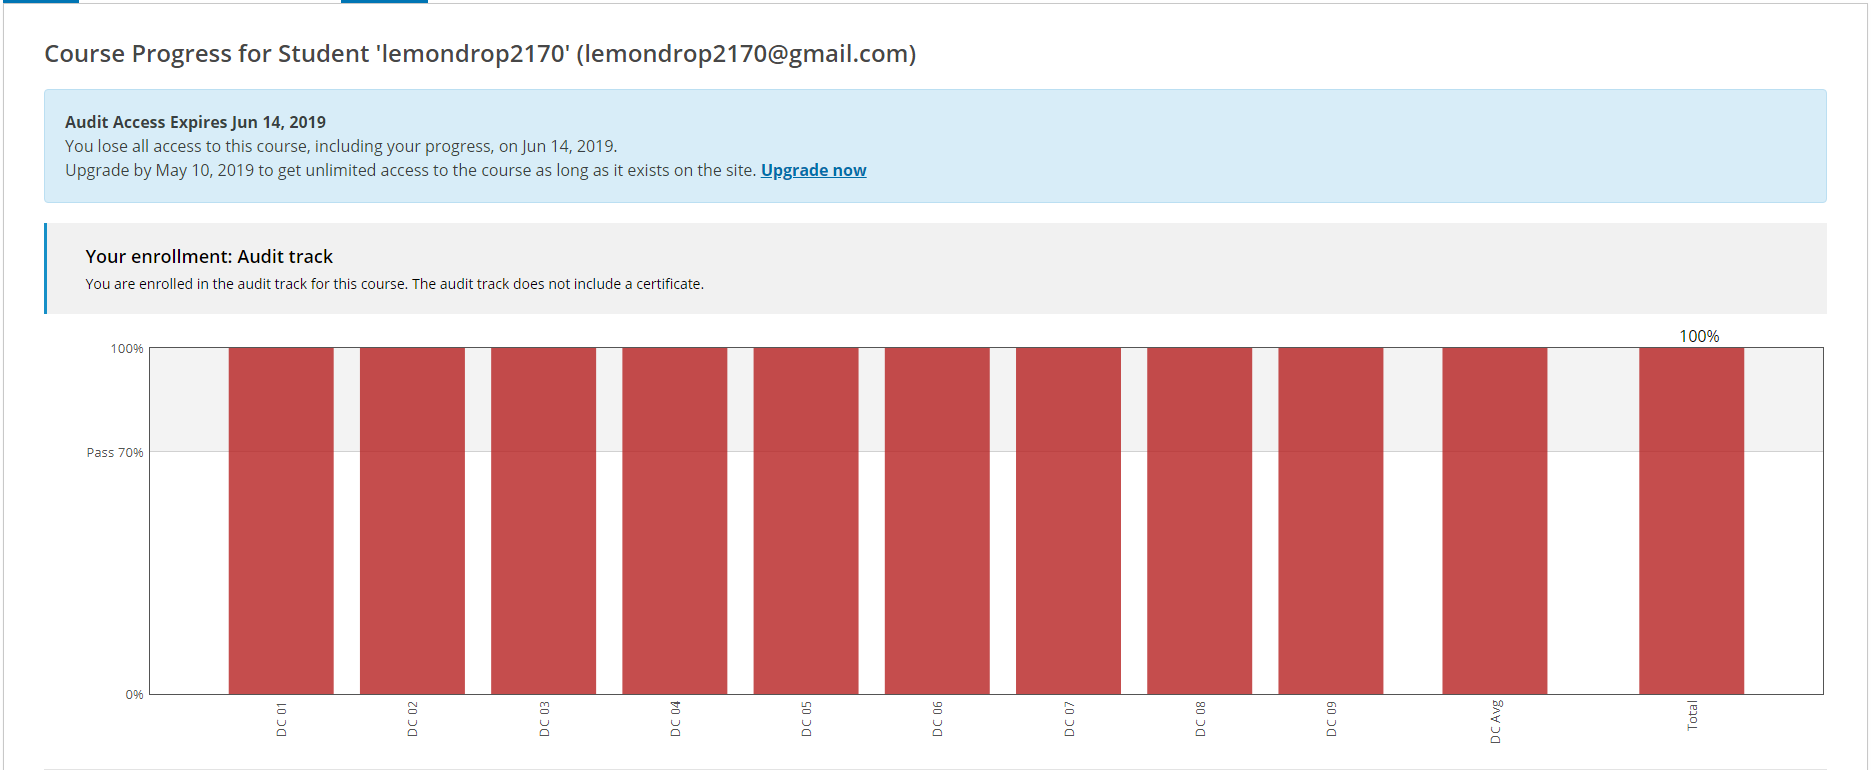 Course Progress for Student 'lemondrop2170' (lemondrop2170@gmail.com)
Audit Access Expires Jun 14, 2019
You lose all access to this course, including your progress, on Jun 14, 2019.
Upgrade by May 10, 2019 to get unlimited access to the course as long as it exists on the site. Upgrade now
Your enrollment: Audit track
You are enrolled in the audit track for this course. The audit track does not include a certificate.
100%
100%
Pass 70%
0%
DC 01
DC 02
DC 03
DC 04
DC 05
DC 06
DC 07
DC 08
DC 09
DC Avg
Total